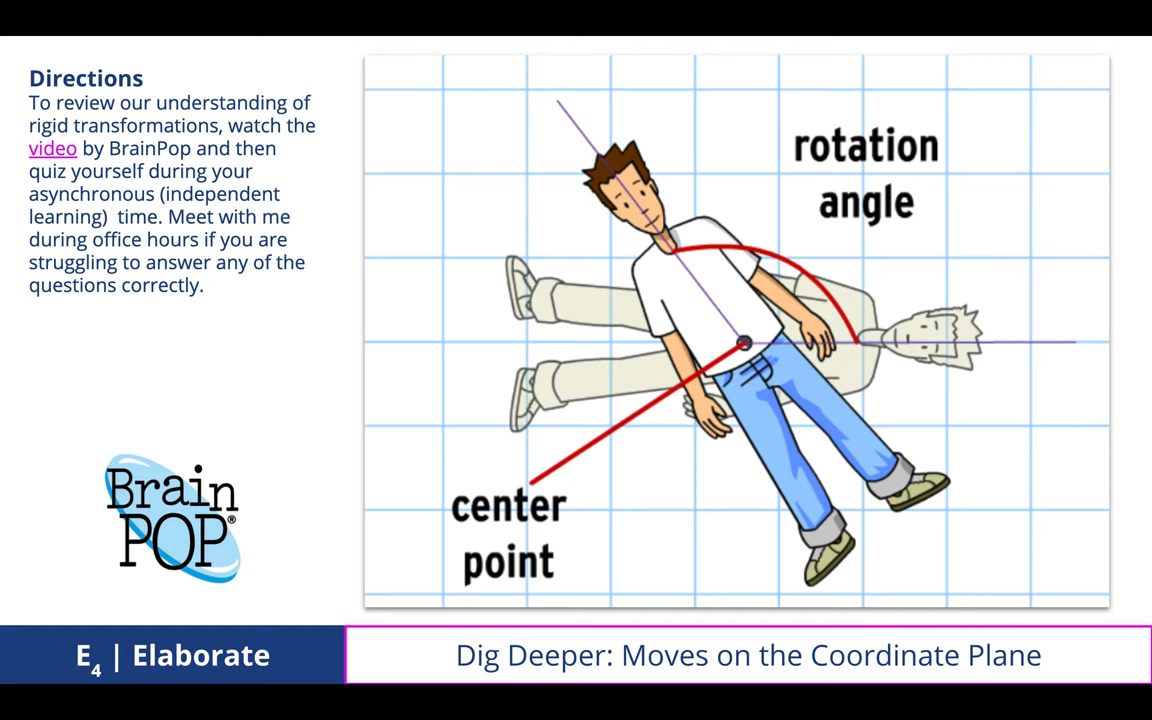 Directions
To review our understanding of
rigid transformations, watch the
video by BrainPop and then
quiz yourself during your
asynchronous (independent
learning)  time. Meet with me
during office hours if you are
struggling to answer any of the
questions correctly.
rotation
angle
center
point
Brain
POP®
E4 | Elaborate
Dig Deeper: Moves on the Coordinate Plane